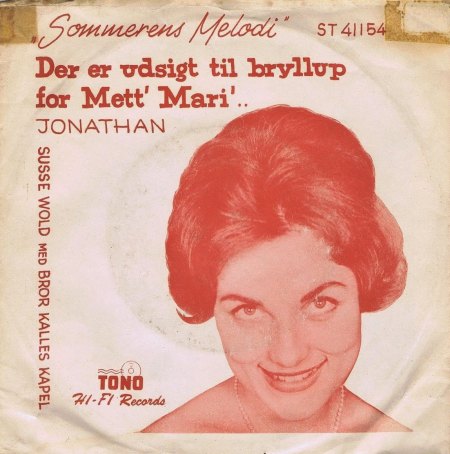 „Sommerens Melodi"
ST 41154
Der er udsigt til bryllup
for Mett' Mari'..
JONATHAN
SUSSE WOLD MED BROR KALLES KAPEL
TONO
HI-FI Records